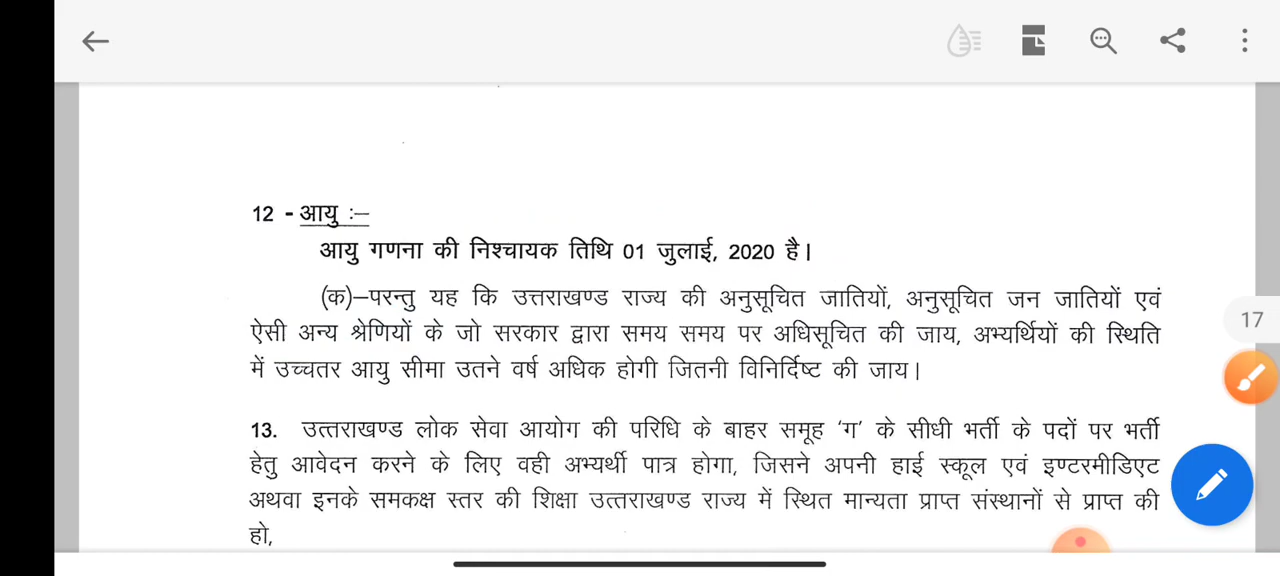 12 - आयु :–
आयु गणना की निश्चायक तिथि 01 जुलाई, 2020 है।
(क)–परन्तु यह कि उत्तराखण्ड राज्य की अनुसूचित जातियों, अनुसूचित जन जातियों एवं
ऐसी अन्य श्रेणियों के जो सरकार द्वारा समय समय पर अधिसूचित की जाय, अभ्यर्थियों की स्थिति
में उच्चतर आयु सीमा उतने वर्ष अधिक होगी जितनी विनिर्दिष्ट की जाय।
17
13. उत्तराखण्ड लोक सेवा आयोग की परिधि के बाहर समूह 'ग' के सीधी भर्ती के पदों पर भर्ती
हेतु आवेदन करने के लिए वही अभ्यर्थी पात्र होगा, जिसने अपनी हाई स्कूल एवं इण्टरमीडिएट
अथवा इनके समकक्ष स्तर की शिक्षा उत्तराखण्ड राज्य में स्थित मान्यता प्राप्त संस्थानों से प्राप्त की
हो,